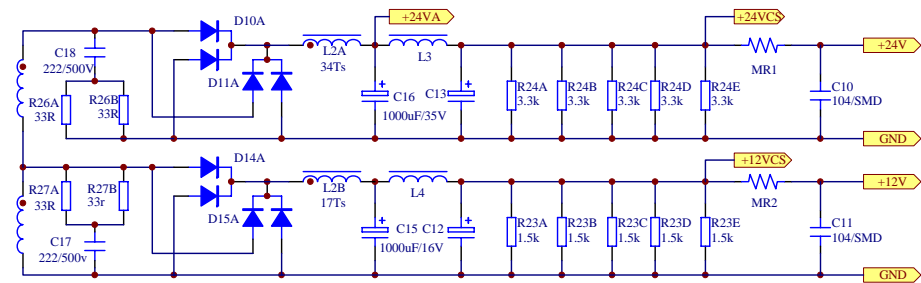 +24VA
+24VCS
D10A
C18
222/500V
L2A
34Ts
L3
+24V
MR1
D11A
R26A
33R
R26B
33R
C16
1000uF/35V
C13
R24A
3.3k
R24B
3.3k
R24C
3.3k
R24D
3.3k
R24E
3.3k
C10
104/SMD
GND
D14A
+12VCS
L2B
17Ts
L4
+12V
MR2
R27A
33R
R27B
33r
D15A
C17
222/500v
C15
1000uF/16V
C12
R23A
1.5k
R23B
1.5k
R23C
1.5k
R23D
1.5k
R23E
1.5k
C11
104/SMD
GND